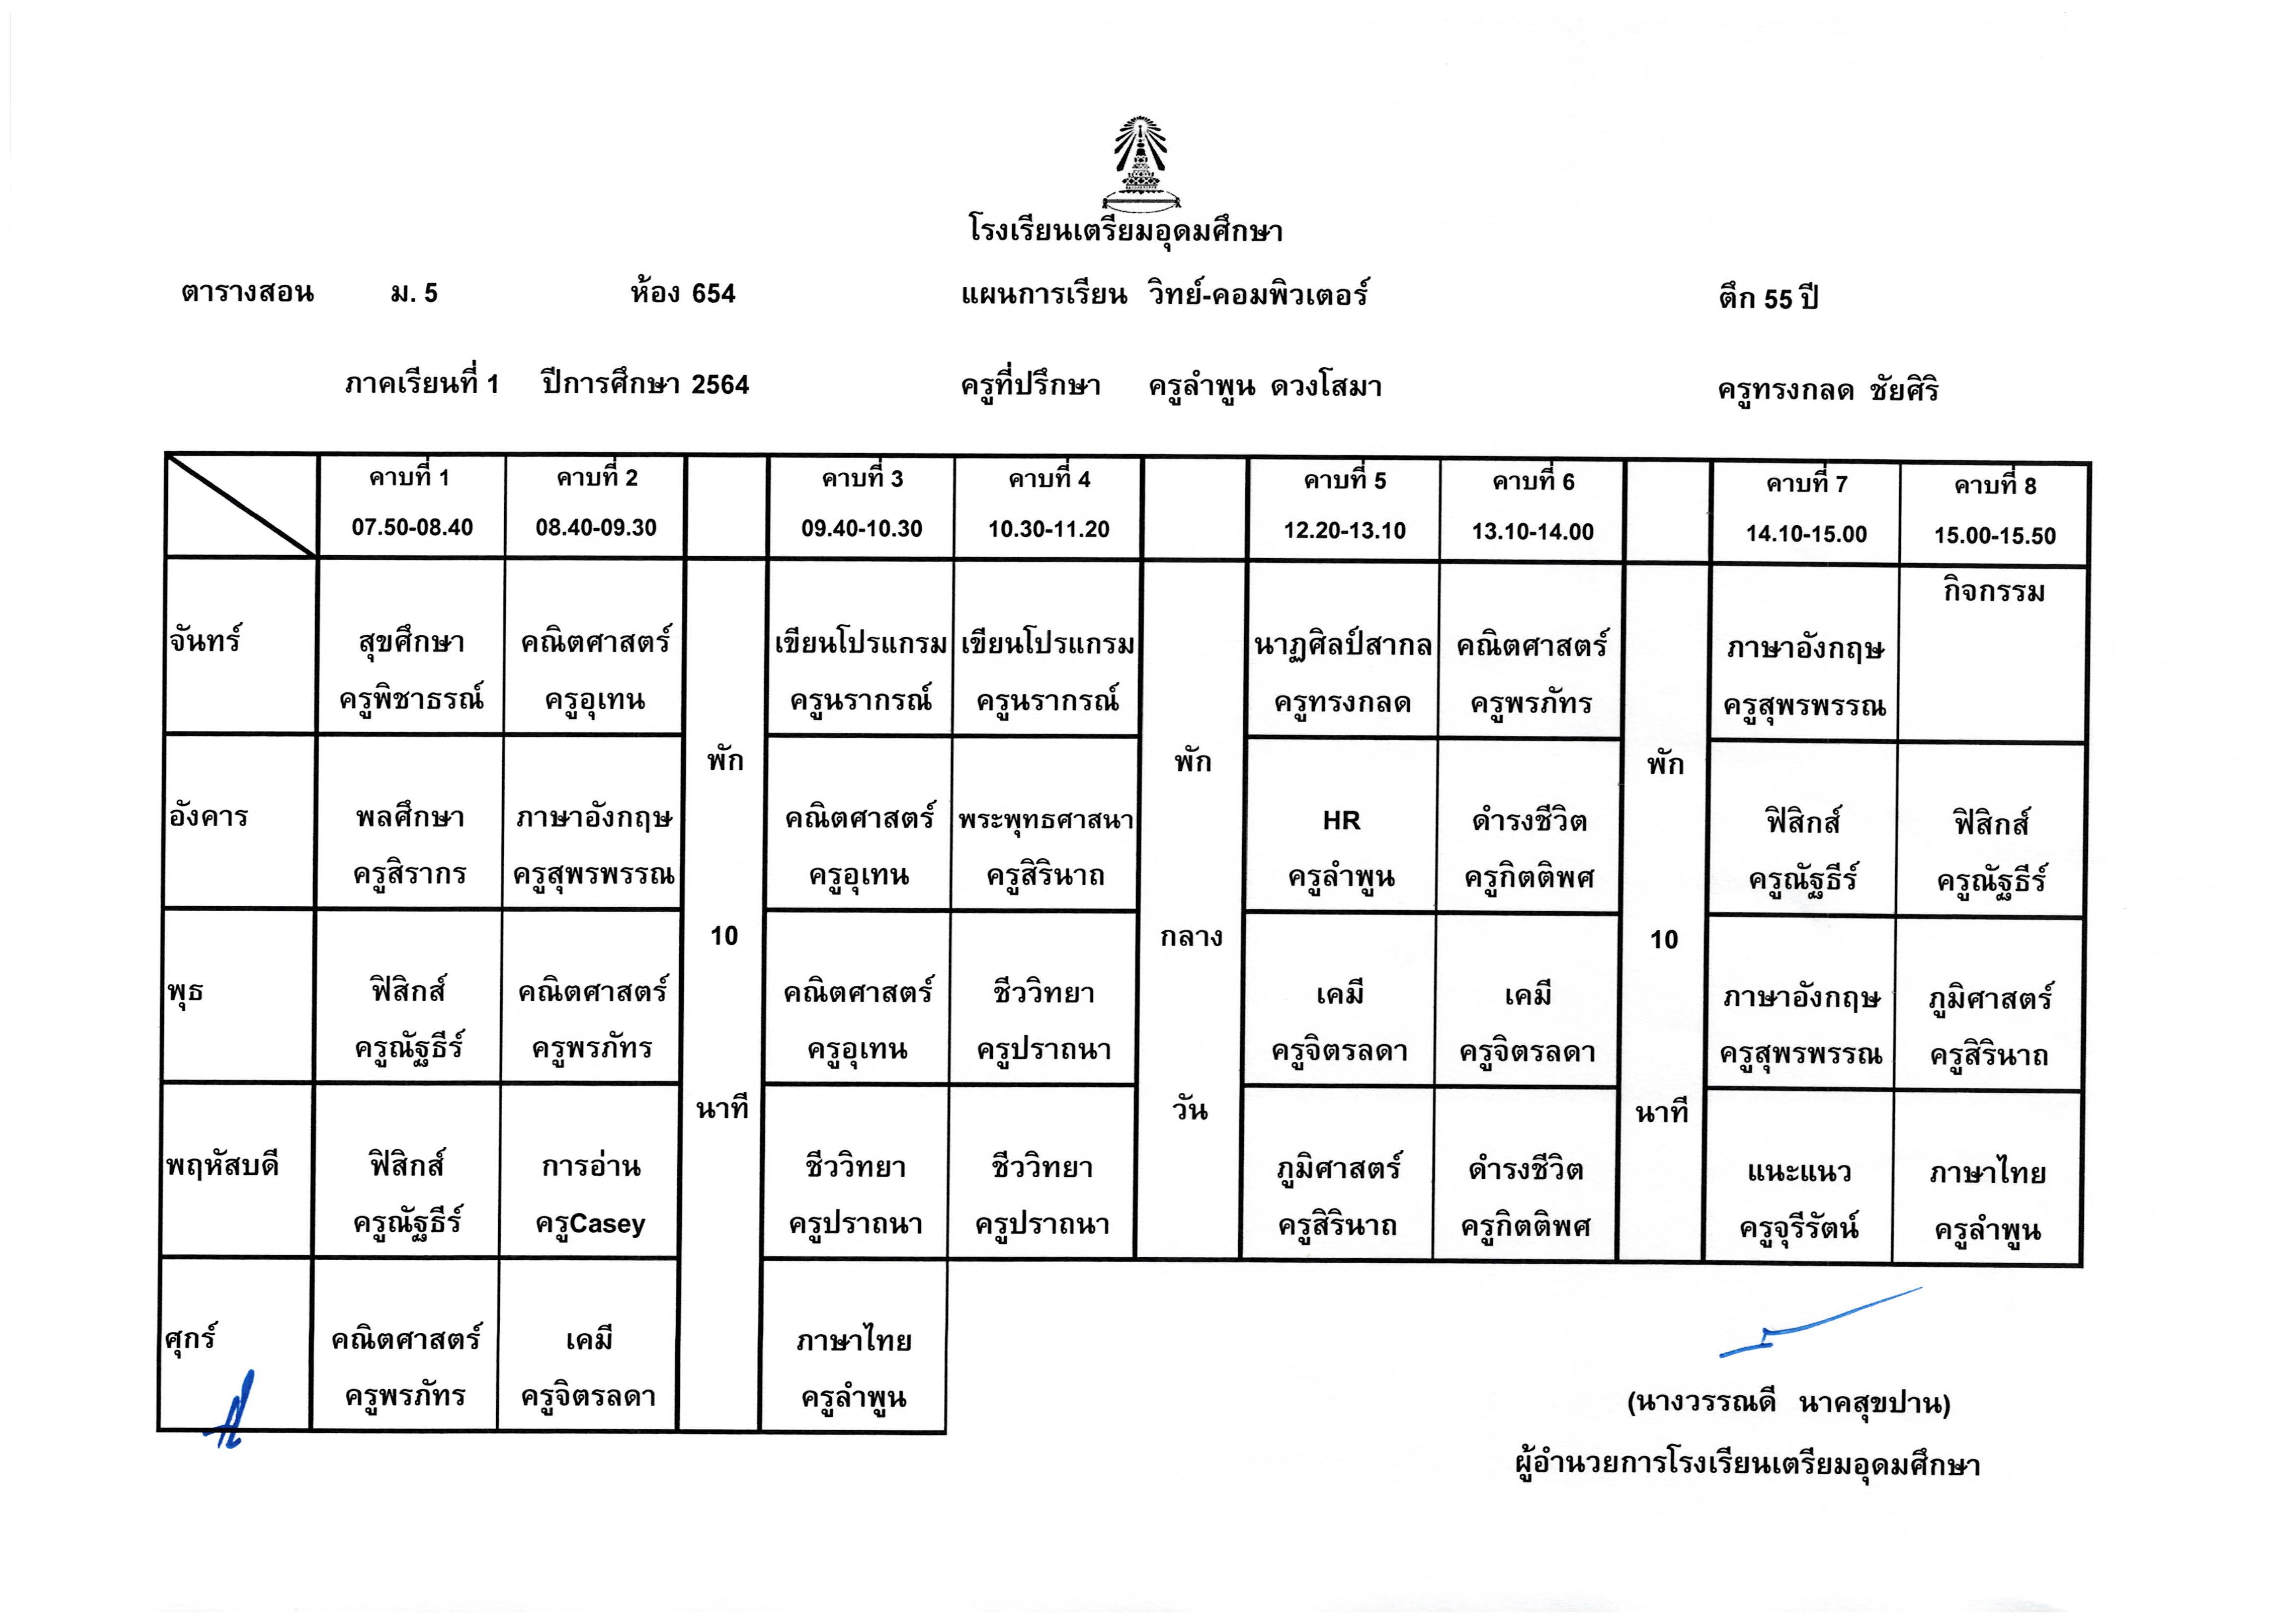 โรงเรียนเตรียมอุดมศึกษา
ตารางสอน ม. 5 ห้อง 654 แผนการเรียน วิทย์-คอมพิวเตอร์ ตึก 55 ปี
ภาคเรียนที่ 1 ปีการศึกษา 2564 ครูที่ปรึกษา ครูลำพูน ดวงโสมา ครูทรงกลด ชัยศิริ
คาบที่ 1 คาบที่ 2 คาบที่ 3 คาบที่ 4 คาบที่ 5 คาบที่ 6 คาบที่ 7 คาบที่ 8
07.50-08.40 08.40-09.30 09.40-10.30 10.30-11.20 12.20-13.10 13.10-14.00 14.10-15.00 15.00-15.50
กิจกรรม
จันทร์ สุขศึกษา คณิตศาสตร์ เขียนโปรแกรม เขียนโปรแกรม นาฏศิลป์สากล คณิตศาสตร์ ภาษาอังกฤษ
ครูพิชาธรณ์ ครูอุเทน ครูนรากรณ์ ครูนรากรณ์ ครูทรงกลด ครูพรภัทร ครูสุพรพรรณ
พัก พัก พัก
อังคาร พลศึกษา ภาษาอังกฤษ คณิตศาสตร์ พระพุทธศาสนา HR ดำรงชีวิต ฟิสิกส์ ฟิสิกส์
ครูสิรากร ครูสุพรพรรณ ครูอุเทน ครูสิรินาถ ครูลำพูน ครูกิตติพศ ครูณัฐธีร์ ครูณัฐธีร์
10 กลาง 10
พุธ ฟิสิกส์ คณิตศาสตร์ คณิตศาสตร์ ชีววิทยา เคมี เคมี ภาษาอังกฤษ ภูมิศาสตร์
ครูณัฐธีร์ ครูพรภัทร ครูอุเทน ครูปราถนา ครูจิตรลดา ครูจิตรลดา ครูสุพรพรรณ ครูสิรินาถ
นาที วัน นาที
พฤหัสบดี ฟิสิกส์ การอ่าน ชีววิทยา ชีววิทยา ภูมิศาสตร์ ดำรงชีวิต แนะแนว ภาษาไทย
ครูณัฐธีร์ ครูCasey ครูปราถนา ครูปราถนา ครูสิรินาถ ครูกิตติพศ ครูจุรีรัตน์ ครูลำพูน
ศุกร์ คณิตศาสตร์ เคมี ภาษาไทย
ครูพรภัทร ครูจิตรลดา ครูลำพูน
(นางวรรณดี นาคสุขปาน)
ผู้อำนวยการโรงเรียนเตรียมอุดมศึกษา